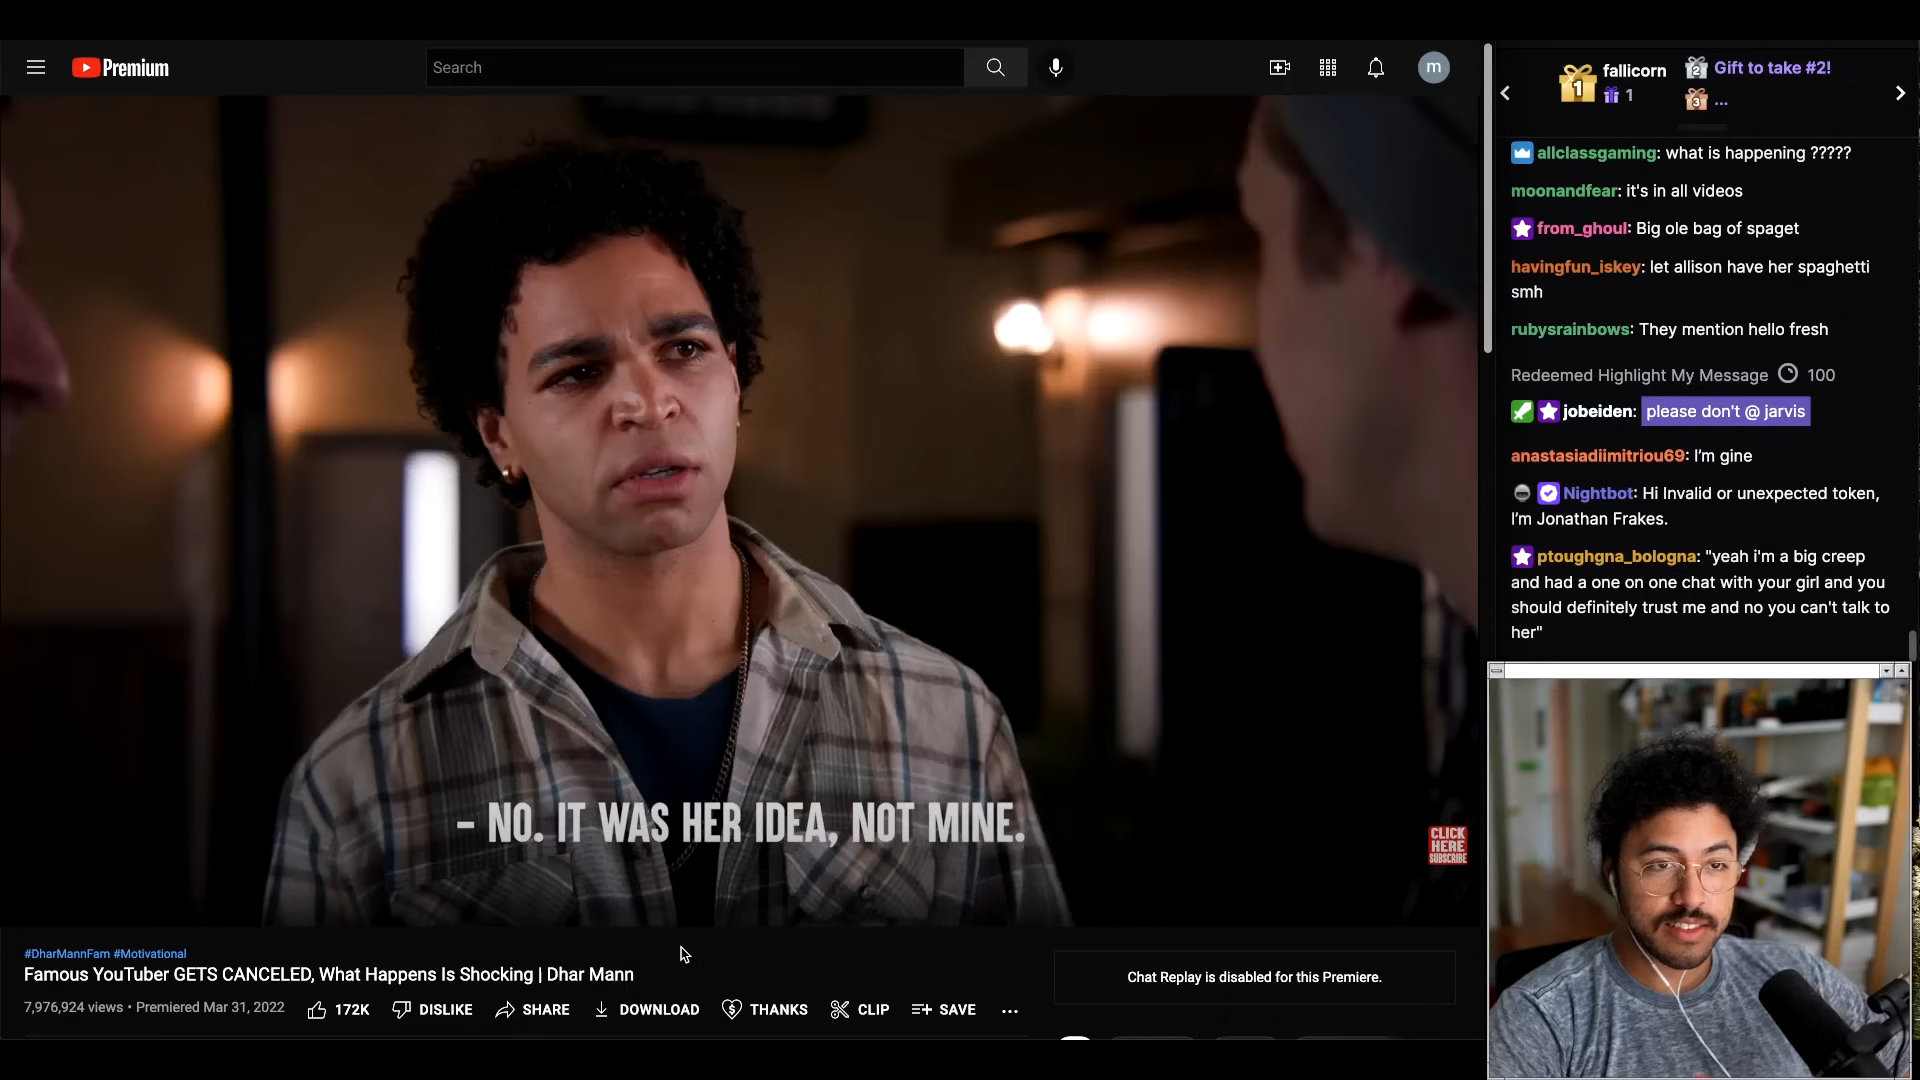 Premium
Search
m
1
fallicorn
1
2
Gift to take #2!
3
...
allclassgaming: what is happening ?????
moonandfear: it's in all videos
from_ghoul: Big ole bag of spaget
havingfun_iskey: let allison have her spaghetti
smh
rubysrainbows: They mention hello fresh
Redeemed Highlight My Message 100
jobeiden: please don't @ jarvis
anastasiadiimitriou69: I'm gine
Nightbot: Hi Invalid or unexpected token,
I'm Jonathan Frakes.
ptoughgna_bologna: "yeah i'm a big creep
and had a one on one chat with your girl and you
should definitely trust me and no you can't talk to
her"
- NO. IT WAS HER IDEA, NOT MINE.
CLICK
HERE
SUBSCRIBE
#DharMannFam #Motivational
Famous YouTuber GETS CANCELED, What Happens Is Shocking | Dhar Mann
7,976,924 views • Premiered Mar 31, 2022
172K
DISLIKE
SHARE
DOWNLOAD
THANKS
CLIP
SAVE
...
Chat Replay is disabled for this Premiere.